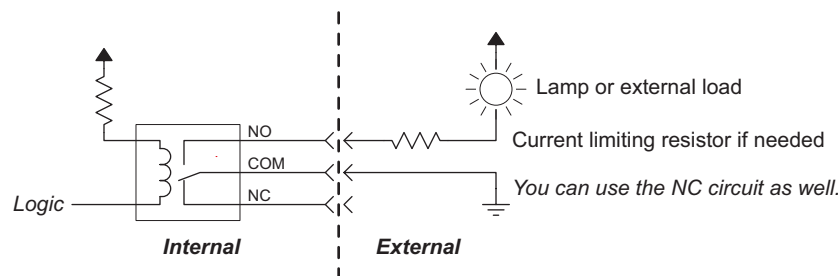 Lamp or external load
NO
Current limiting resistor if needed
COM
You can use the NC circuit as well.
NC
Logic
Internal
External